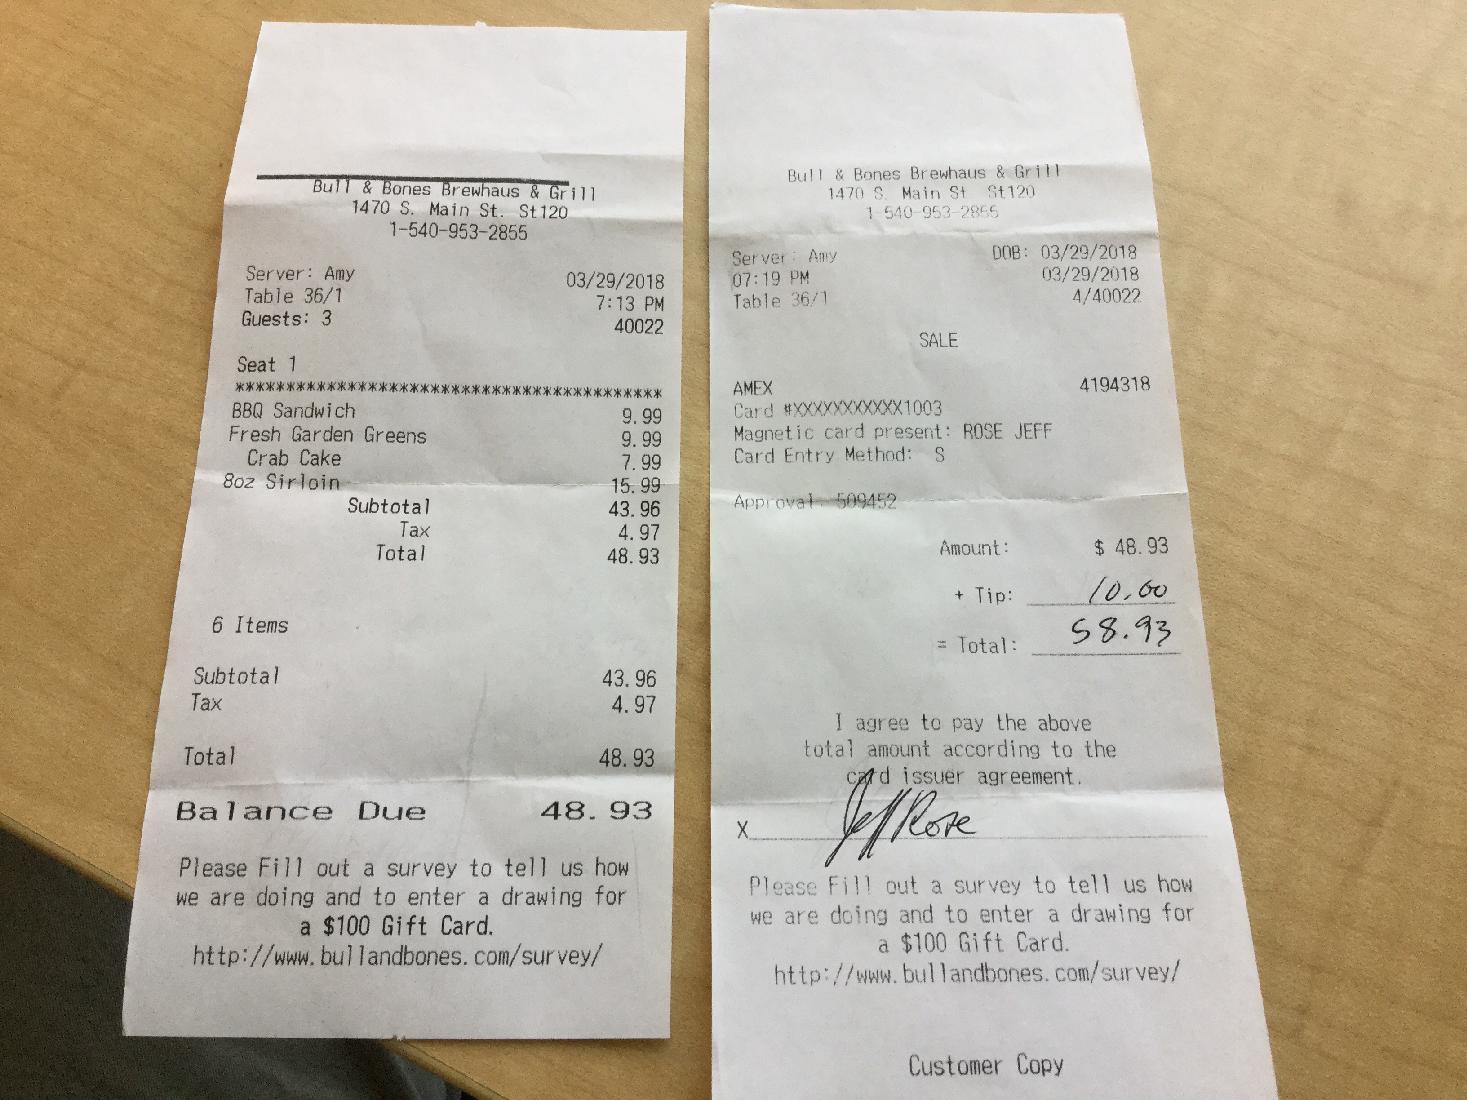 Bull & Bones Brewhaus & Grill
1470 S. Main St. St120
1-540-953-2855
Server: Amy 03/29/2018
Table 36/1 7:13 PM
Guests: 3 40022
Seat 1
******************************************
BBQ Sandwich 9.99
Fresh Garden Greens 9.99
Crab Cake 7.99
8oz Sirloin 15.99
Subtotal 43.96
Tax 4.97
Total 48.93
6 Items
Subtotal 43.96
Tax 4.97
Total 48.93
Balance Due 48.93
Please Fill out a survey to tell us how
we are doing and to enter a drawing for
a $100 Gift Card.
http://www.bullandbones.com/survey/
Bull & Bones Brewhaus & Grill
1470 S. Main St St120
1-540-953-2855
Server: Amy DOB: 03/29/2018
07:19 PM 03/29/2018
Table 36/1 4/40022
SALE
AMEX 4194318
Card #XXXXXXXXXXX1003
Magnetic card present: ROSE JEFF
Card Entry Method: S
Approval: 509452
Amount: $ 48.93
+ Tip: 10.00
= Total: 58.93
I agree to pay the above
total amount according to the
card issuer agreement.
X Jeff Rose
Please Fill out a survey to tell us how
we are doing and to enter a drawing for
a $100 Gift Card.
http://www.bullandbones.com/survey/
Customer Copy